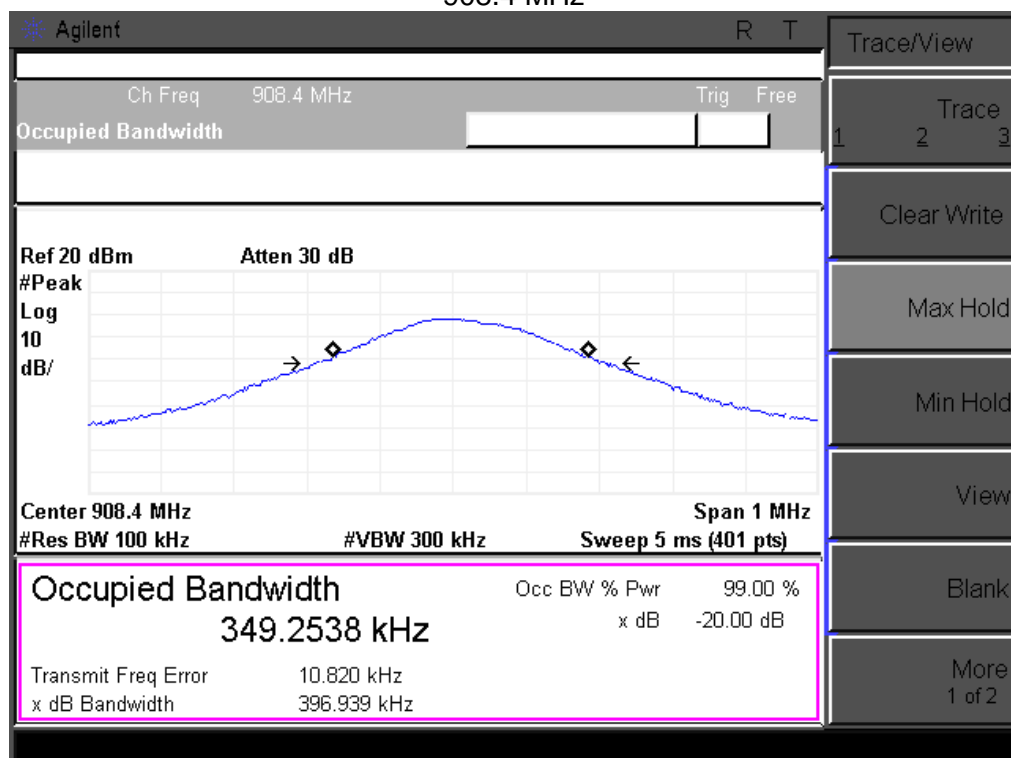 908.4 MHz
Agilent R T
Trace/View
Ch Freq 908.4 MHz Trig Free
Occupied Bandwidth
Trace
1 2 3
Clear Write
Ref 20 dBm Atten 30 dB
#Peak
Log
10
dB/
Max Hold
Min Hold
View
Center 908.4 MHz Span 1 MHz
#Res BW 100 kHz #VBW 300 kHz Sweep 5 ms (401 pts)
Occupied Bandwidth Occ BW % Pwr 99.00 %
349.2538 kHz x dB -20.00 dB
Blank
Transmit Freq Error 10.820 kHz
x dB Bandwidth 396.939 kHz
More
1 of 2